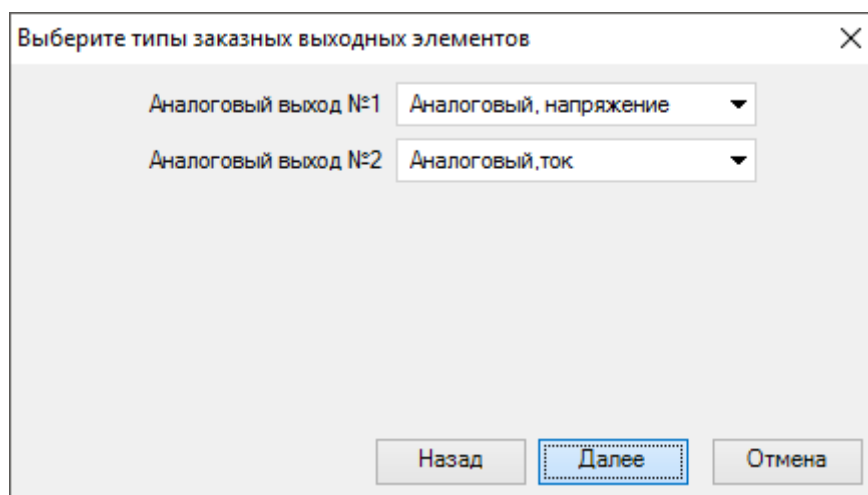 Выберите типы заказных выходных элементов
Аналоговый выход №1 Аналоговый, напряжение
Аналоговый выход №2 Аналоговый,ток
Назад Далее Отмена